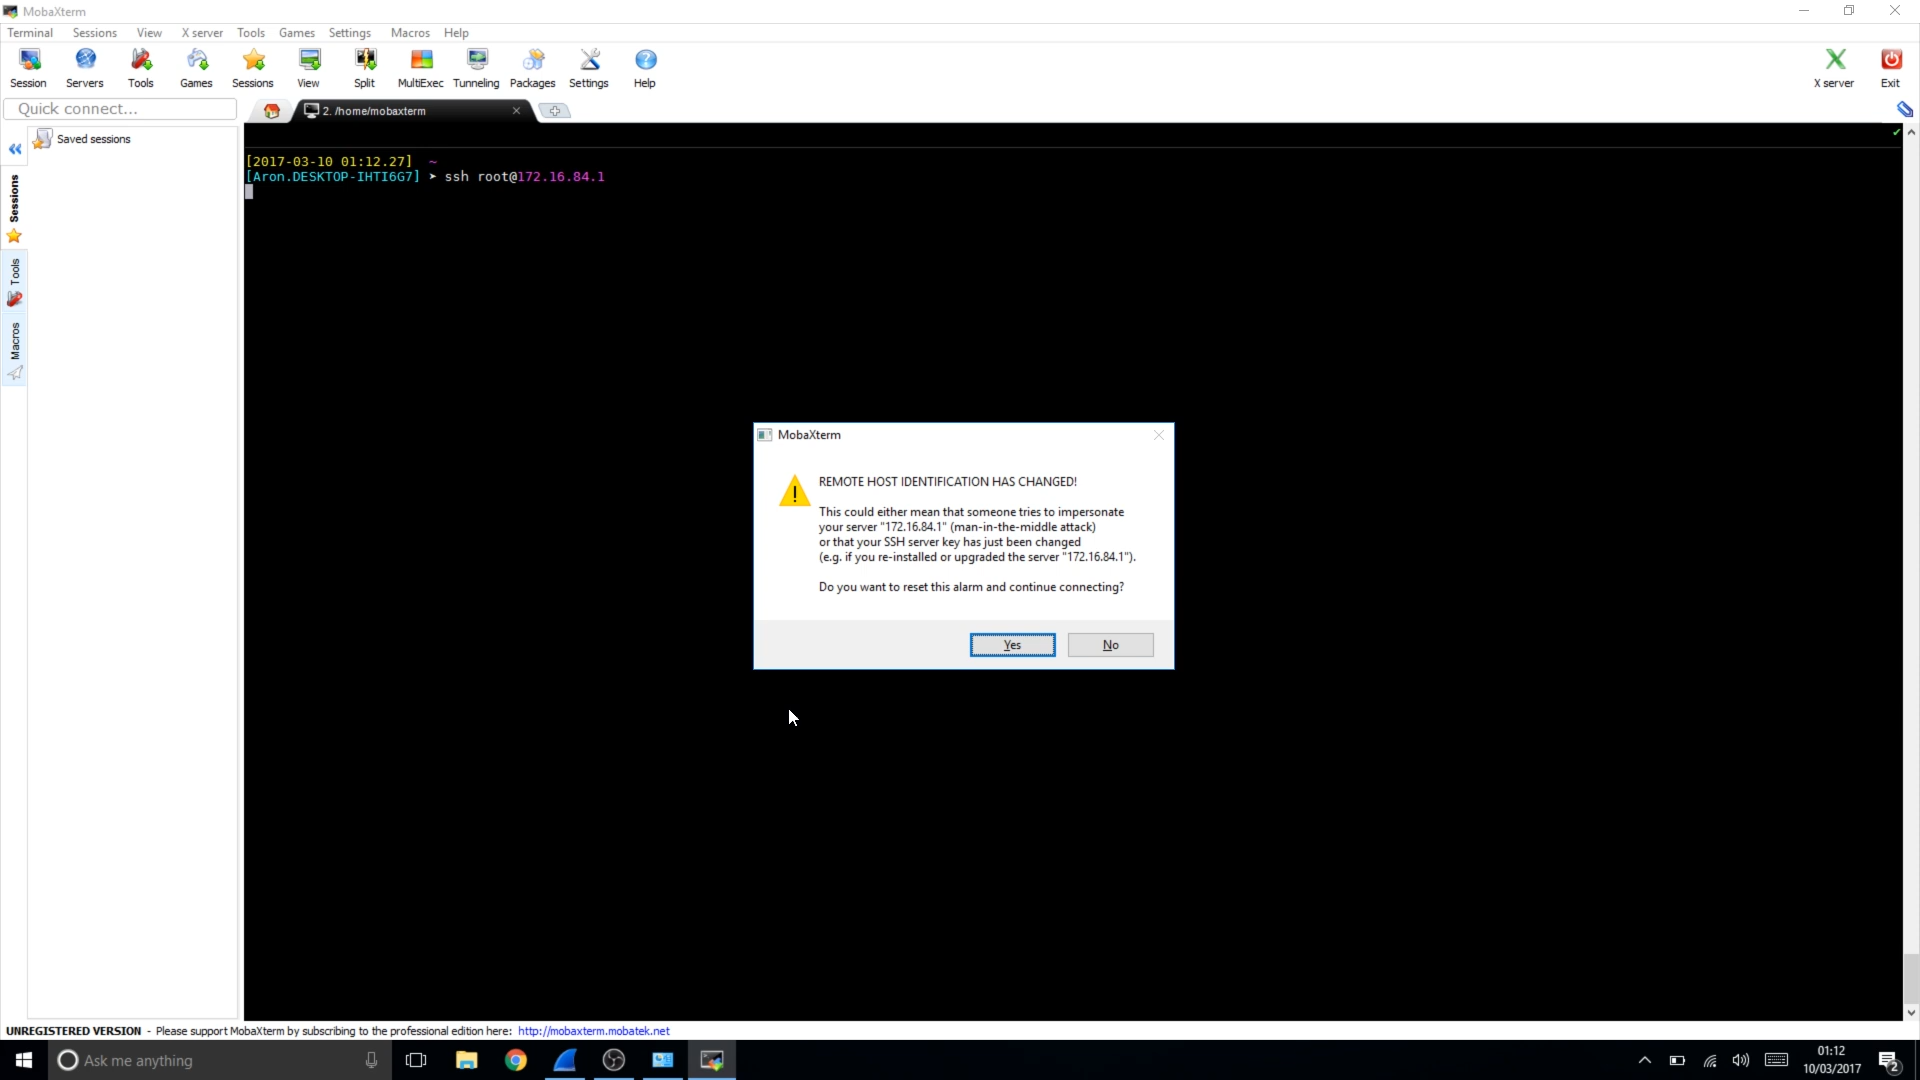 MobaXterm
Terminal Sessions View X server Tools Games Settings Macros Help
Session Servers Tools Games Sessions View Split MultiExec Tunneling Packages Settings Help X server Exit
Quick connect...
2. /home/mobaxterm
Saved sessions
Sessions
Tools
Macros
[2017-03-10 01:12.27] ~
[Aron.DESKTOP-IHTI6G7] ➤ ssh root@172.16.84.1
MobaXterm
REMOTE HOST IDENTIFICATION HAS CHANGED!
This could either mean that someone tries to impersonate
your server "172.16.84.1" (man-in-the-middle attack)
or that your SSH server key has just been changed
(e.g. if you re-installed or upgraded the server "172.16.84.1").
Do you want to reset this alarm and continue connecting?
Yes No
UNREGISTERED VERSION - Please support MobaXterm by subscribing to the professional edition here: http://mobaxterm.mobatek.net
Ask me anything
01:12
10/03/2017
2